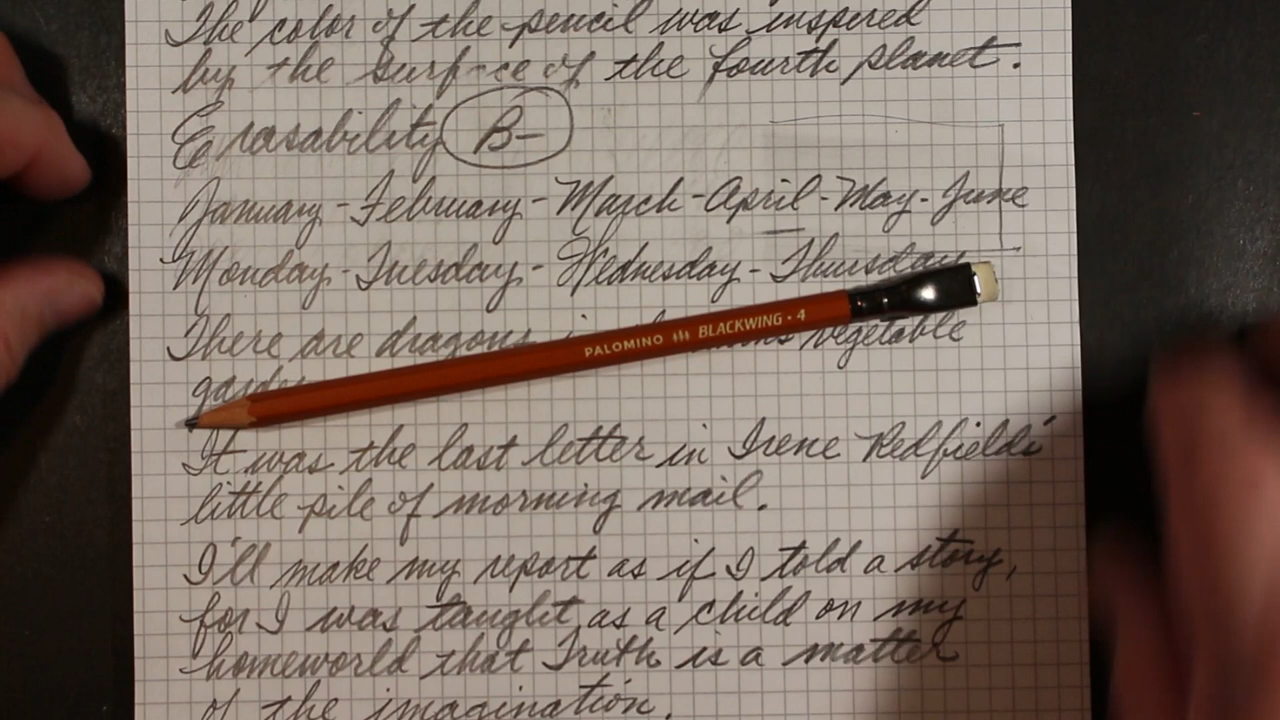 The color of the pencil was inspired
by the surface of the fourth planet.
Erasability B-
January - February - March - April - May - June
Monday - Tuesday - Wednesday - Thursday
There are dragons in vegetable
garden
PALOMINO BLACKWING • 4
It was the last letter in Irene Redfield's
little pile of morning mail.
I'll make my report as if I told a story,
for I was taught as a child on my
homeworld that Truth is a matter
of the imagination.